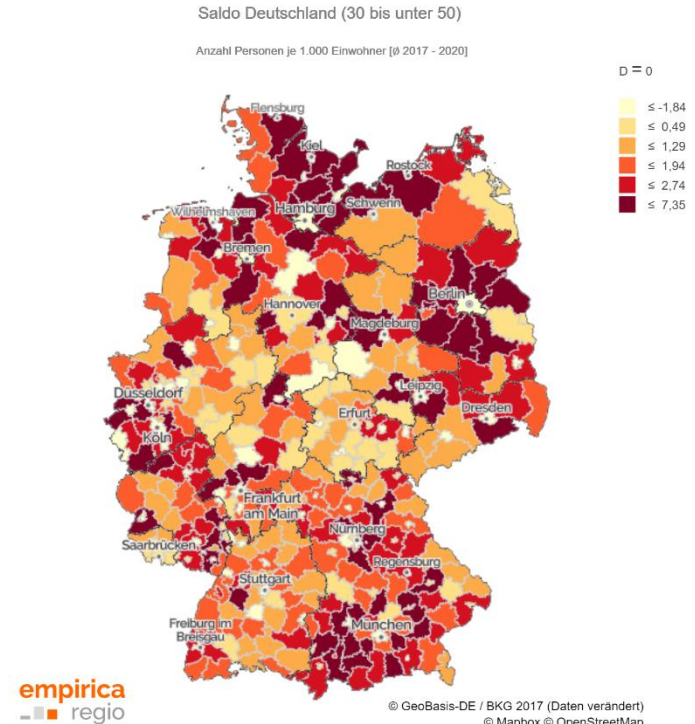 Saldo Deutschland (30 bis unter 50)
Anzahl Personen je 1.000 Einwohner [ø 2017 - 2020]
D = 0
≤ -1,84
≤ 0,49
≤ 1,29
≤ 1,94
≤ 2,74
≤ 7,35
Flensburg
Kiel
Rostock
Schwerin
Hamburg
Wilhelmshaven
Bremen
Berlin
Hannover
Magdeburg
Leipzig
Düsseldorf
Dresden
Erfurt
Köln
Frankfurt
am Main
Nürnberg
Saarbrücken
Regensburg
Stuttgart
Freiburg im
Breisgau
München
empirica
regio
© GeoBasis-DE / BKG 2017 (Daten verändert)
© Mapbox © OpenStreetMap